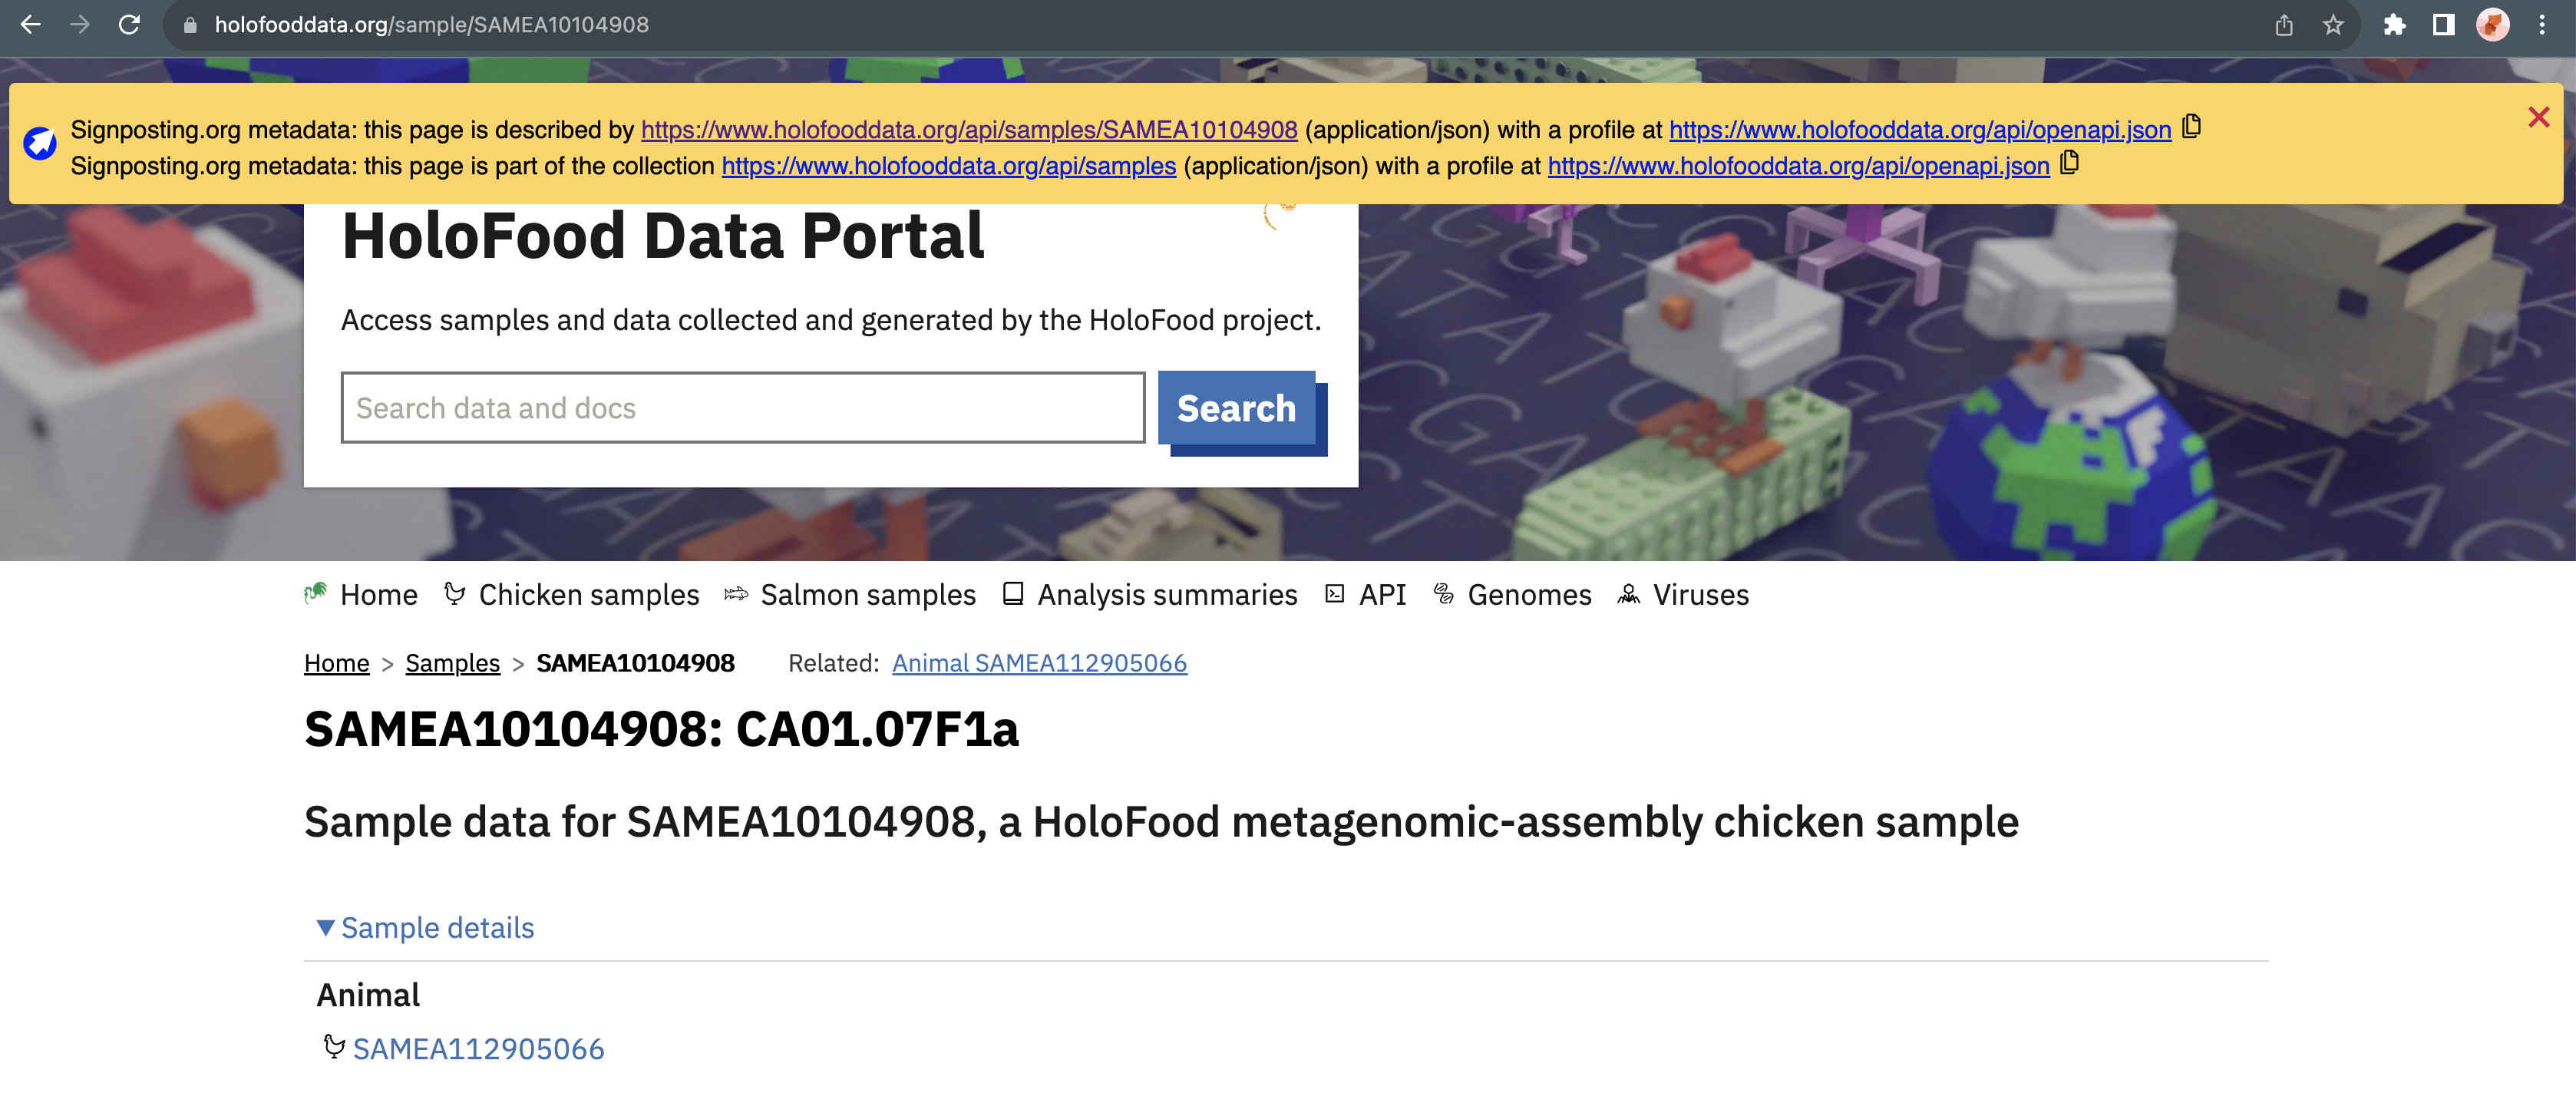 holofooddata.org/sample/SAMEA10104908
Signposting.org metadata: this page is described by https://www.holofooddata.org/api/samples/SAMEA10104908 (application/json) with a profile at https://www.holofooddata.org/api/openapi.json
Signposting.org metadata: this page is part of the collection https://www.holofooddata.org/api/samples (application/json) with a profile at https://www.holofooddata.org/api/openapi.json
HoloFood Data Portal
Access samples and data collected and generated by the HoloFood project.
Search data and docs Search
Home Chicken samples Salmon samples Analysis summaries API Genomes Viruses
Home > Samples > SAMEA10104908 Related: Animal SAMEA112905066
SAMEA10104908: CA01.07F1a
Sample data for SAMEA10104908, a HoloFood metagenomic-assembly chicken sample
Sample details
Animal
SAMEA112905066